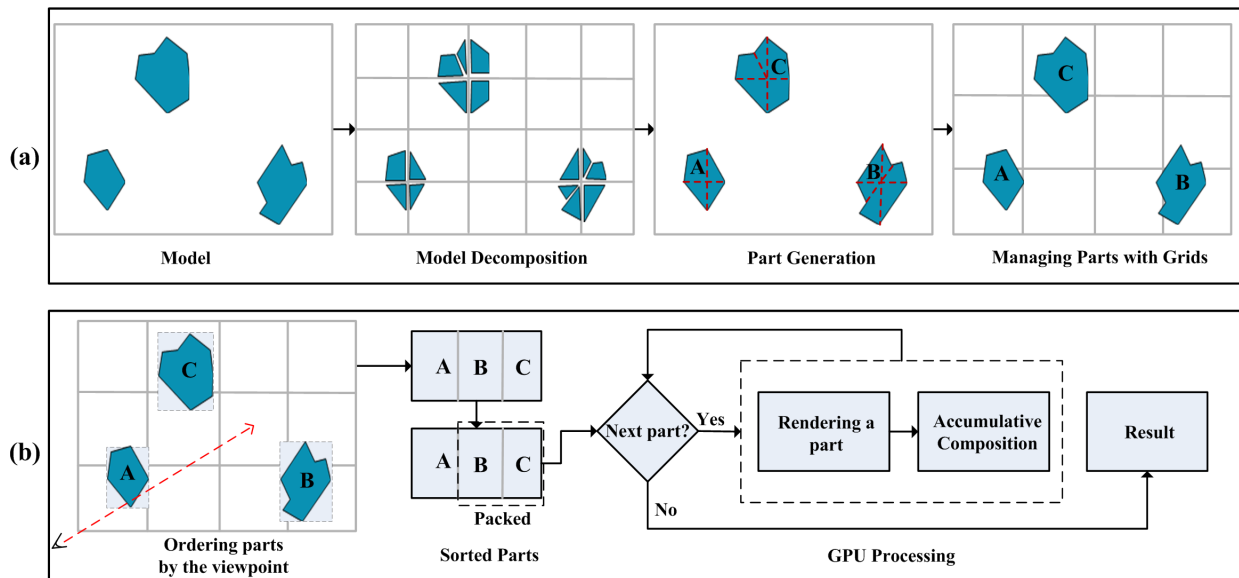 (a)
C
C
A
B
A
B
Model
Model Decomposition
Part Generation
Managing Parts with Grids
(b)
C
A
B
Ordering parts
by the viewpoint
A B C
A B C
Packed
Sorted Parts
Next part?
Yes
No
Rendering a
part
Accumulative
Composition
Result
GPU Processing